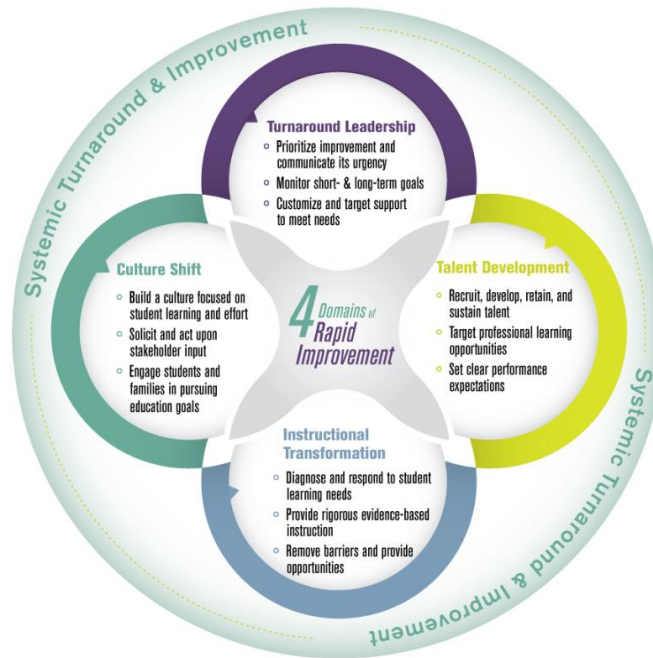 Systemic Turnaround & Improvement
Turnaround Leadership
Prioritize improvement and
communicate its urgency
Monitor short- & long-term goals
Customize and target support
to meet needs
Culture Shift
Build a culture focused on
student learning and effort
Solicit and act upon
stakeholder input
Engage students and
families in pursuing
education goals
4 Domains of
Rapid
Improvement
Talent Development
Recruit, develop, retain, and
sustain talent
Target professional learning
opportunities
Set clear performance
expectations
Instructional
Transformation
Diagnose and respond to student
learning needs
Provide rigorous evidence-based
instruction
Remove barriers and provide
opportunities
Systemic Turnaround & Improvement